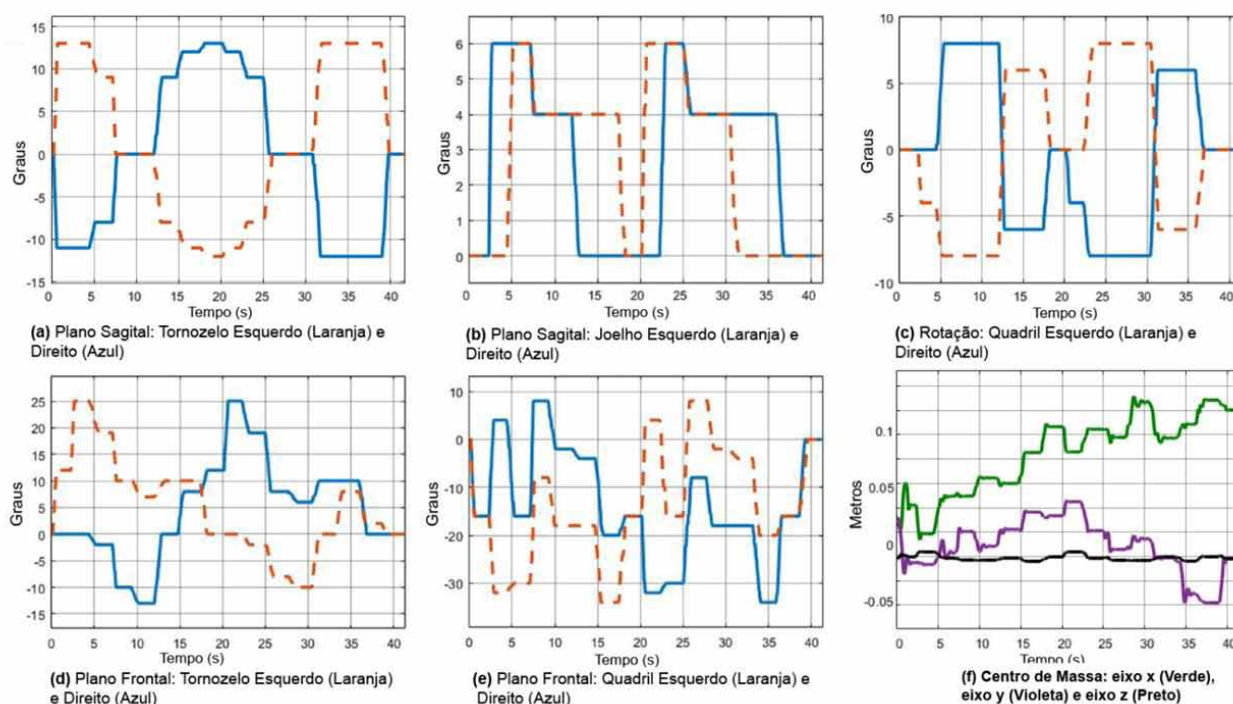 15
10
5
0
-5
-10
-15
Graus
0 5 10 15 20 25 30 35 40
Tempo (s)
(a) Plano Sagital: Tornozelo Esquerdo (Laranja) e
Direito (Azul)
6
5
4
3
2
1
0
Graus
0 5 10 15 20 25 30 35 40
Tempo (s)
(b) Plano Sagital: Joelho Esquerdo (Laranja) e
Direito (Azul)
10
5
0
-5
-10
Graus
0 5 10 15 20 25 30 35 40
Tempo (s)
(c) Rotação: Quadril Esquerdo (Laranja) e
Direito (Azul)
25
20
15
10
5
0
-5
-10
-15
Graus
0 5 10 15 20 25 30 35 40
Tempo (s)
(d) Plano Frontal: Tornozelo Esquerdo (Laranja)
e Direito (Azul)
10
0
-10
-20
-30
Graus
0 5 10 15 20 25 30 35 40
Tempo (s)
(e) Plano Frontal: Quadril Esquerdo (Laranja) e
Direito (Azul)
0.1
0.05
0
-0.05
Metros
0 5 10 15 20 25 30 35 40
Tempo (s)
(f) Centro de Massa: eixo x (Verde),
eixo y (Violeta) e eixo z (Preto)